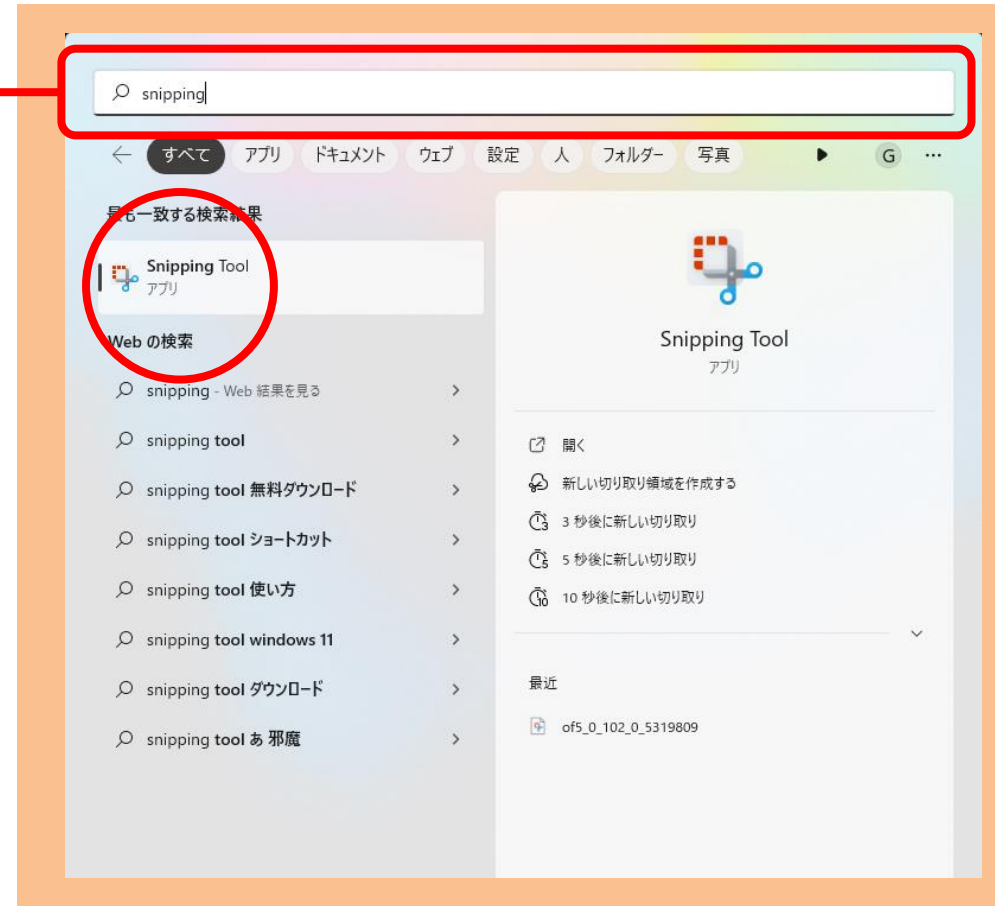 snipping
すべて アプリ ドキュメント ウェブ 設定 人 フォルダー 写真 G ...
最も一致する検索結果
Snipping Tool
アプリ
Web の検索
snipping - Web 結果を見る
snipping tool
snipping tool 無料ダウンロード
snipping tool ショートカット
snipping tool 使い方
snipping tool windows 11
snipping tool ダウンロード
snipping tool あ 邪魔
Snipping Tool
アプリ
開く
新しい切り取り領域を作成する
3 秒後に新しい切り取り
5 秒後に新しい切り取り
10 秒後に新しい切り取り
最近
of5_0_102_0_5319809